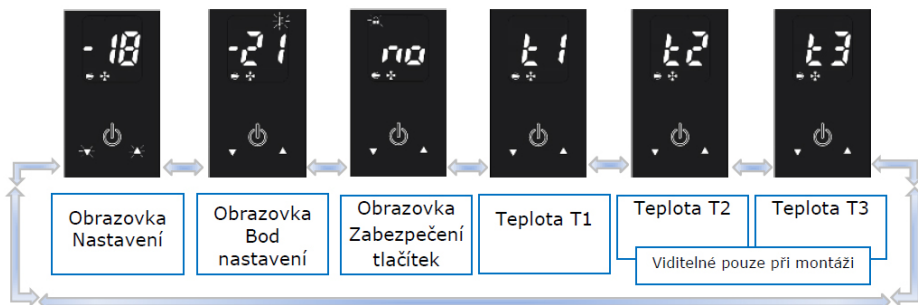 -18
-21
no
t1
t2
t3
Obrazovka
Nastavení
Obrazovka
Bod
nastavení
Obrazovka
Zabezpečení
tlačítek
Teplota T1
Teplota T2
Teplota T3
Viditelné pouze při montáži